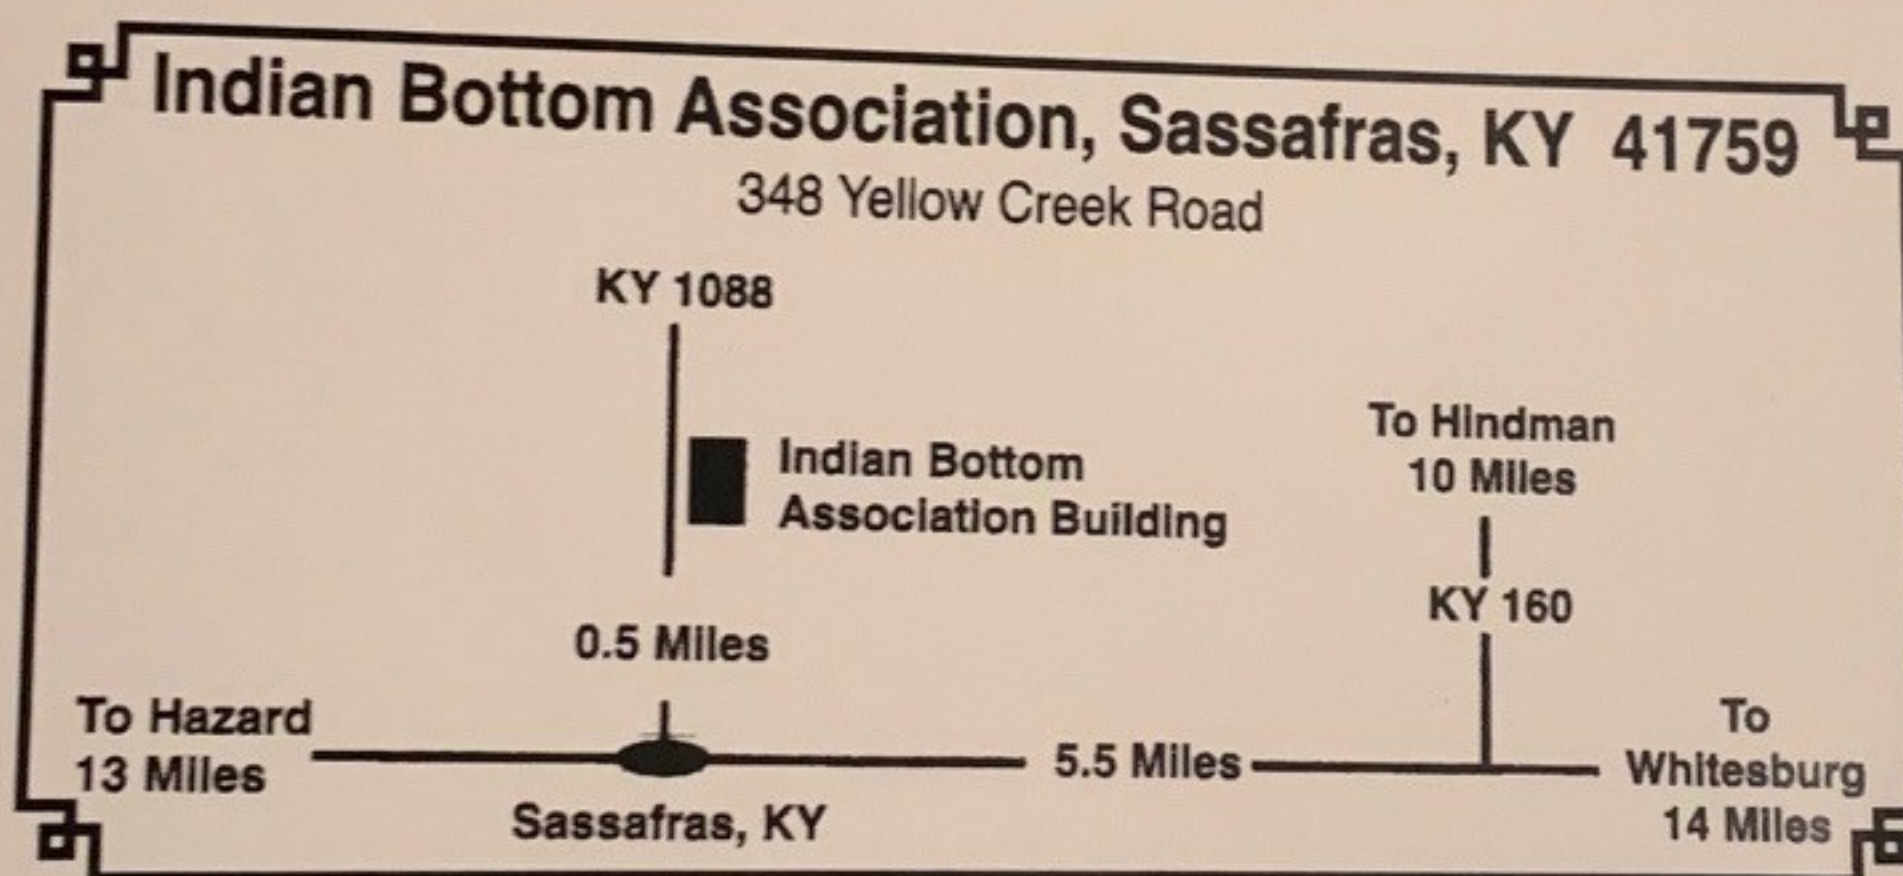 Indian Bottom Association, Sassafras, KY 41759
348 Yellow Creek Road
KY 1088
Indian Bottom
Association Building
To Hindman
10 Miles
KY 160
0.5 Miles
To Hazard
13 Miles
5.5 Miles
To
Whitesburg
14 Miles
Sassafras, KY